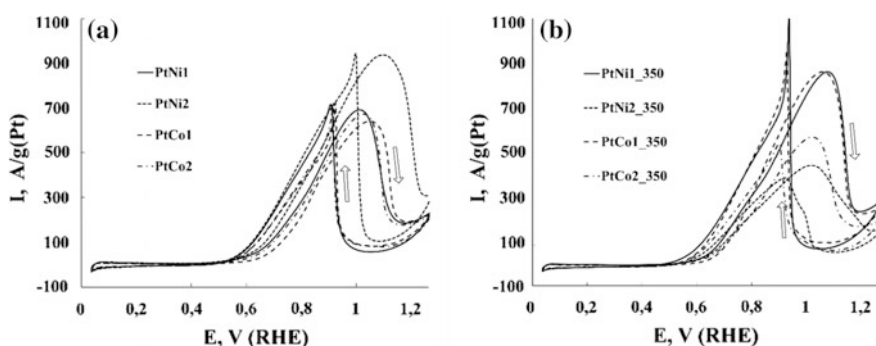 (a)
I, A/g(Pt)
1100
900
700
500
300
100
-100
PtNi1
PtNi2
PtCo1
PtCo2
0 0,2 0,4 0,6 0,8 1 1,2
E, V (RHE)
(b)
I, A/g(Pt)
1100
900
700
500
300
100
-100
PtNi1_350
PtNi2_350
PtCo1_350
PtCo2_350
0 0,2 0,4 0,6 0,8 1 1,2
E, V (RHE)